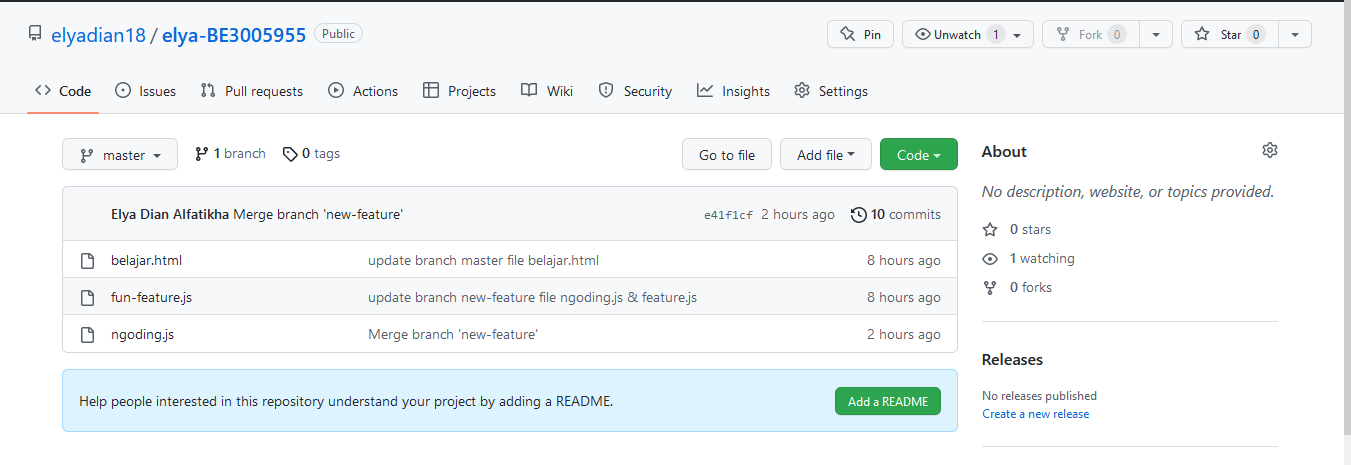 elyadian18 / elya-BE3005955 Public
Pin
Unwatch 1
Fork 0
Star 0
Code
Issues
Pull requests
Actions
Projects
Wiki
Security
Insights
Settings
master
1 branch
0 tags
Go to file
Add file
Code
Elya Dian Alfatikha Merge branch 'new-feature'
e41f1cf 2 hours ago
10 commits
belajar.html update branch master file belajar.html 8 hours ago
fun-feature.js update branch new-feature file ngoding.js & feature.js 8 hours ago
ngoding.js Merge branch 'new-feature' 2 hours ago
Help people interested in this repository understand your project by adding a README.
Add a README
About
No description, website, or topics provided.
0 stars
1 watching
0 forks
Releases
No releases published
Create a new release